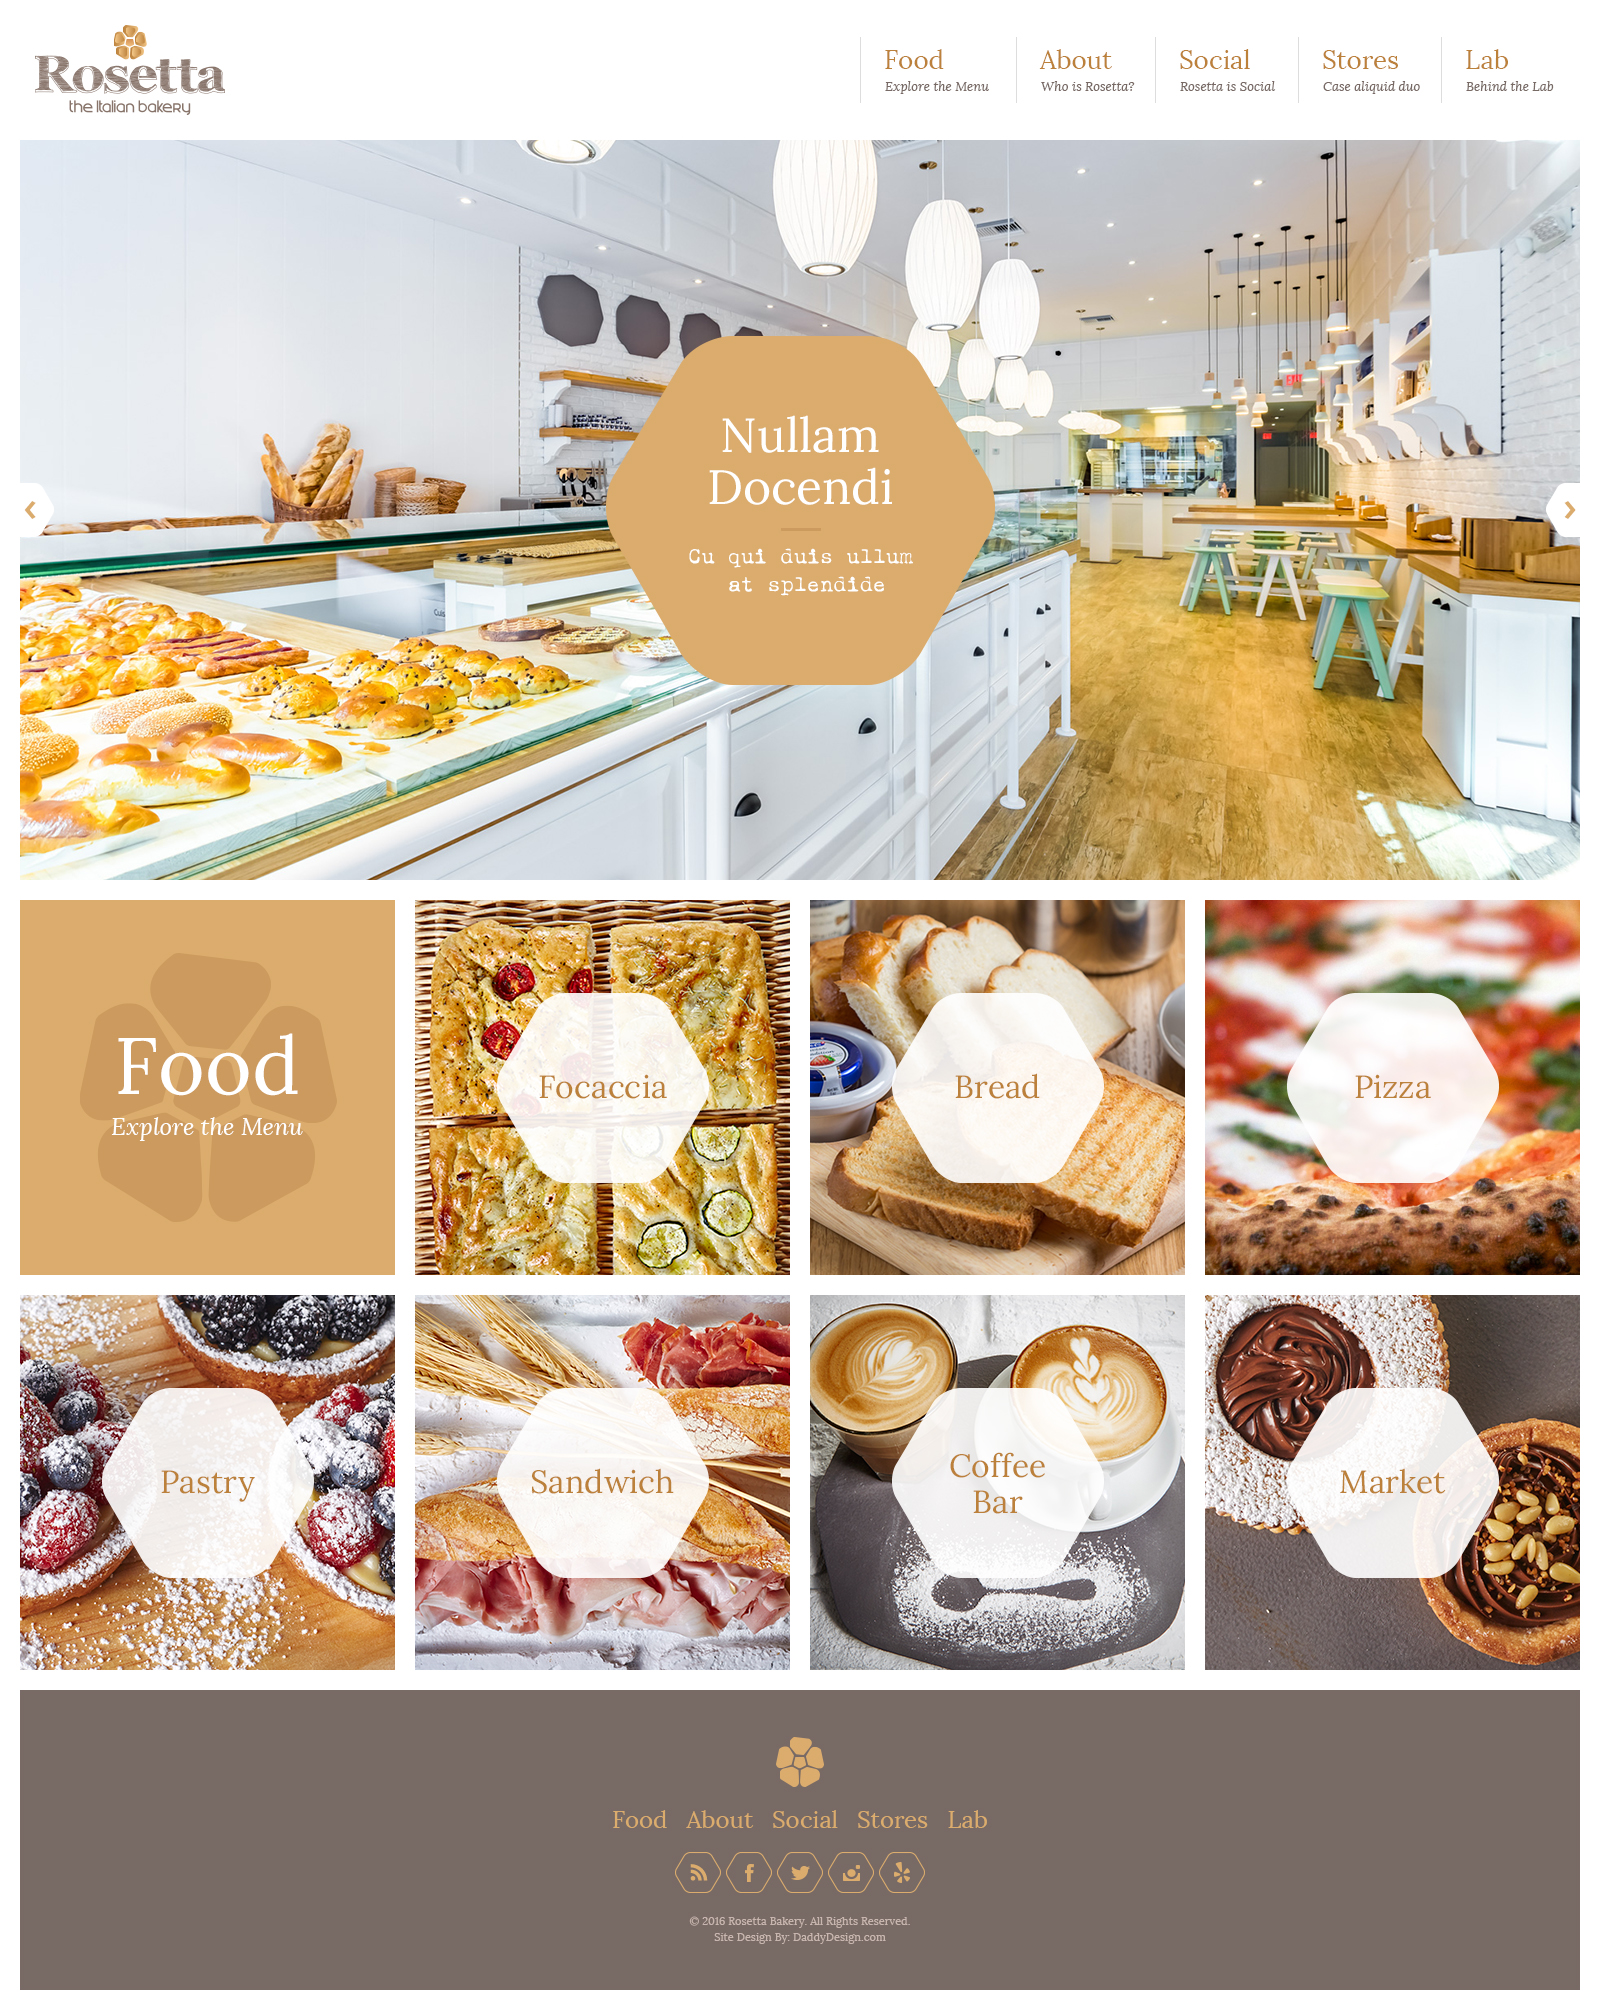 Rosetta
the Italian bakery
Food
Explore the Menu
About
Who is Rosetta?
Social
Rosetta is Social
Stores
Case aliquid duo
Lab
Behind the Lab
EXIT
Nullam
Docendi
Cu qui duis ullum
at splendide
Food
Explore the Menu
Focaccia
Bread
Pizza
Pastry
Sandwich
Coffee
Bar
Market
Food About Social Stores Lab
© 2016 Rosetta Bakery. All Rights Reserved.
Site Design By: DaddyDesign.com